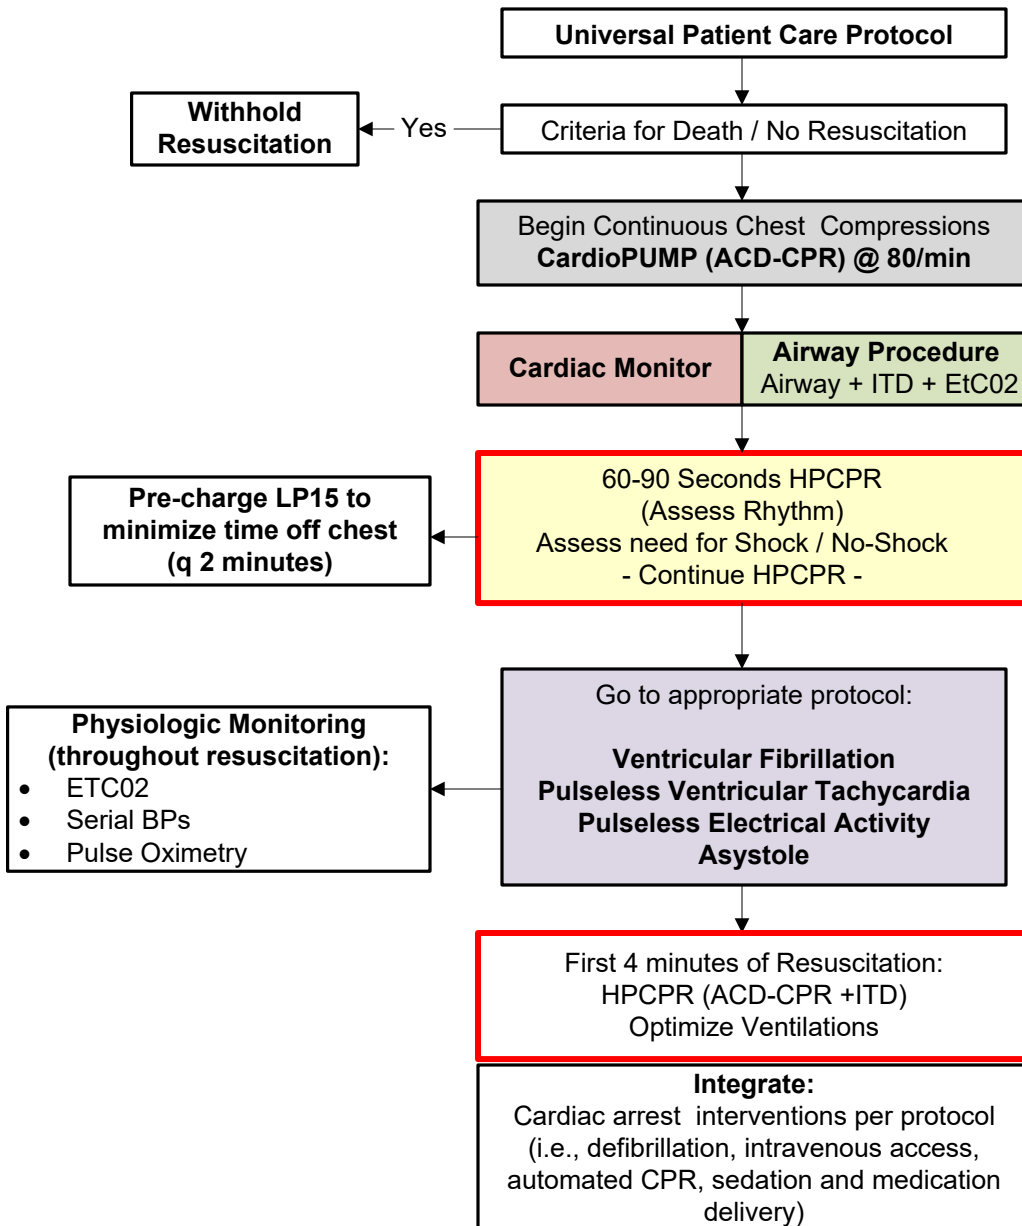 Universal Patient Care Protocol
Withhold
Resuscitation
Yes
Criteria for Death / No Resuscitation
Begin Continuous Chest Compressions
CardioPUMP (ACD-CPR) @ 80/min
Cardiac Monitor
Airway Procedure
Airway + ITD + EtC02
Pre-charge LP15 to
minimize time off chest
(q 2 minutes)
60-90 Seconds HPCPR
(Assess Rhythm)
Assess need for Shock / No-Shock
- Continue HPCPR -
Physiologic Monitoring
(throughout resuscitation):
• ETC02
• Serial BPs
• Pulse Oximetry
Go to appropriate protocol:
Ventricular Fibrillation
Pulseless Ventricular Tachycardia
Pulseless Electrical Activity
Asystole
First 4 minutes of Resuscitation:
HPCPR (ACD-CPR +ITD)
Optimize Ventilations
Integrate:
Cardiac arrest interventions per protocol
(i.e., defibrillation, intravenous access,
automated CPR, sedation and medication
delivery)